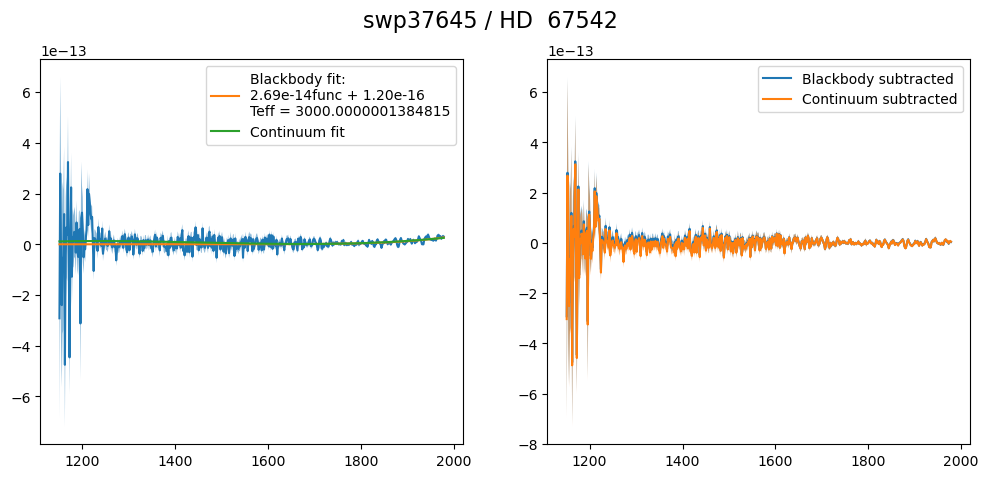 swp37645 / HD  67542
1e−13
6
4
2
0
−2
−4
−6
1200
1400
1600
1800
2000
Blackbody fit:
2.69e-14func + 1.20e-16
Teff = 3000.0000001384815
Continuum fit
1e−13
6
4
2
0
−2
−4
−6
−8
1200
1400
1600
1800
2000
Blackbody subtracted
Continuum subtracted